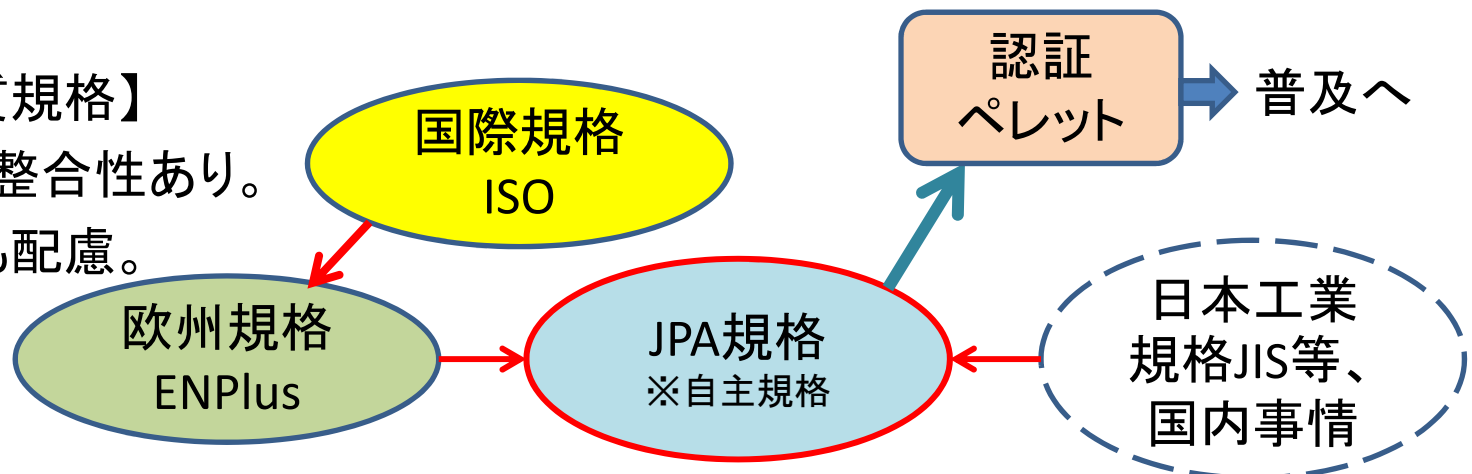 規格】
整合性あり。
配慮。
国際規格
ISO
認証
ペレット
普及へ
欧州規格
ENPlus
JPA規格
※自主規格
日本工業
規格JIS等、
国内事情